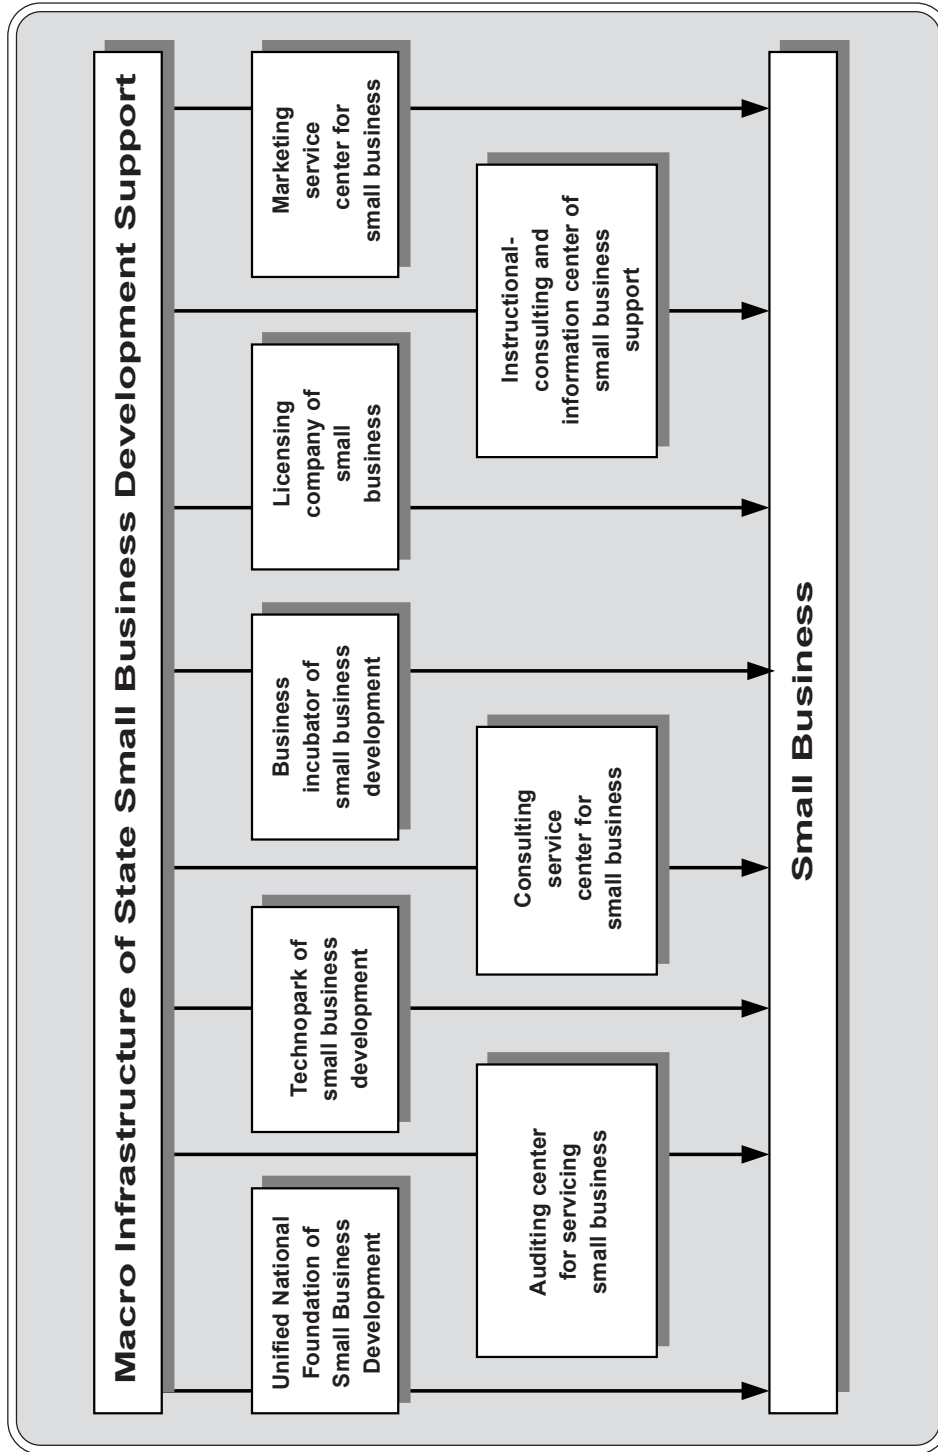 Macro Infrastructure of State Small Business Development Support
Unified National
Foundation of
Small Business
Development
Technopark of
small business
development
Business
incubator of
small business
development
Licensing
company of
small
business
Marketing
service
center for
small business
Auditing center
for servicing
small business
Consulting
service
center for
small business
Instructional-
consulting and
information center of
small business
support
Small Business